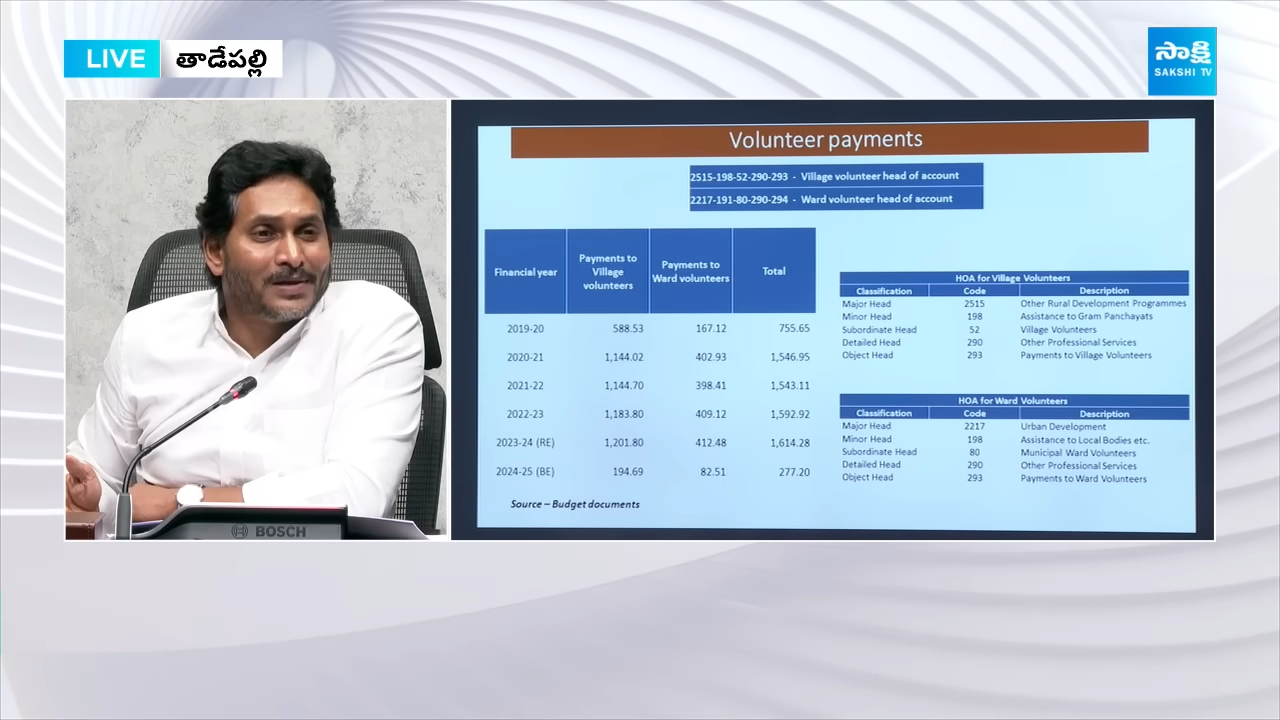 LIVE తాడేపల్లి
సాక్షి
SAKSHI TV
Volunteer payments
2515-198-52-290-293 - Village volunteer head of account
2217-191-80-290-294 - Ward volunteer head of account
Financial year Payments to Village volunteers Payments to Ward volunteers Total
2019-20 588.53 167.12 755.65
2020-21 1,144.02 402.93 1,546.95
2021-22 1,144.70 398.41 1,543.11
2022-23 1,183.80 409.12 1,592.92
2023-24 (RE) 1,201.80 412.48 1,614.28
2024-25 (BE) 194.69 82.51 277.20
Source – Budget documents
HOA for Village Volunteers
Classification Code Description
Major Head 2515 Other Rural Development Programmes
Minor Head 198 Assistance to Gram Panchayats
Subordinate Head 52 Village Volunteers
Detailed Head 290 Other Professional Services
Object Head 293 Payments to Village Volunteers
HOA for Ward Volunteers
Classification Code Description
Major Head 2217 Urban Development
Minor Head 198 Assistance to Local Bodies etc.
Subordinate Head 80 Municipal Ward Volunteers
Detailed Head 290 Other Professional Services
Object Head 293 Payments to Ward Volunteers
BOSCH